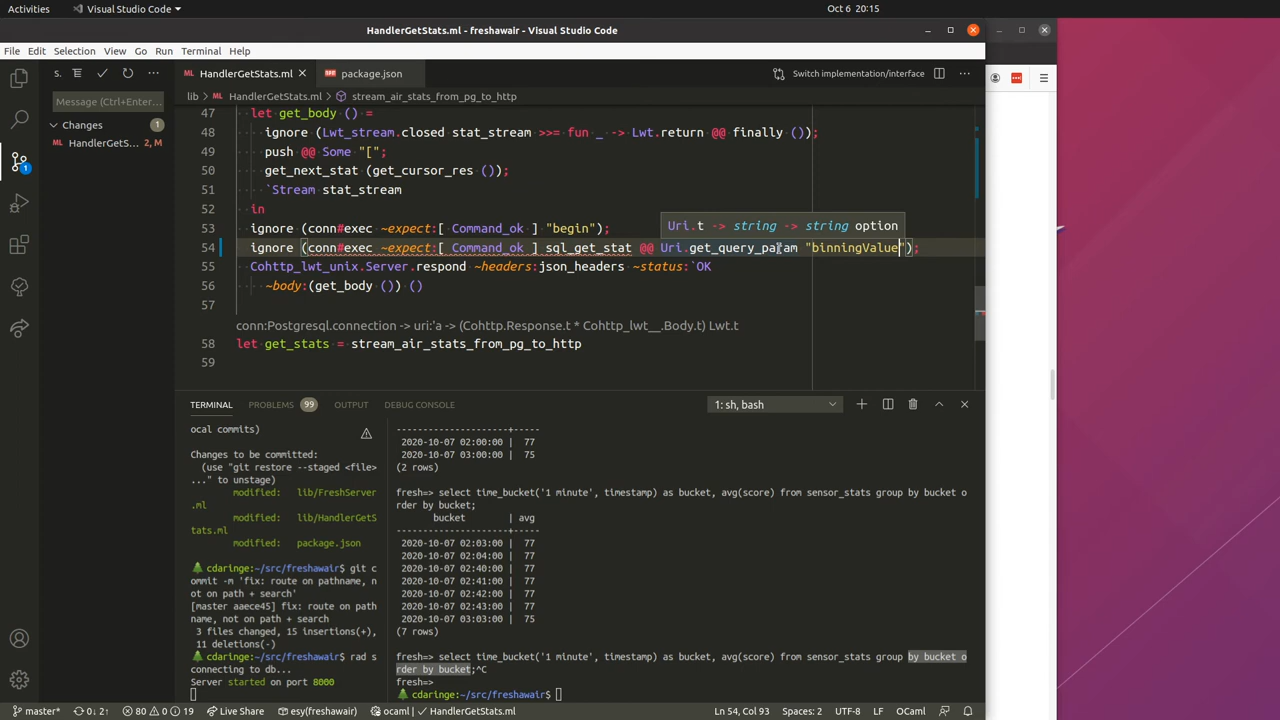 Activities
Visual Studio Code
Oct 6  20:15
HandlerGetStats.ml - freshawair - Visual Studio Code
File Edit Selection View Go Run Terminal Help
S.
HandlerGetStats.ml
package.json
Switch implementation/interface
Message (Ctrl+Enter...
lib > HandlerGetStats.ml > stream_air_stats_from_pg_to_http
Changes 1
HandlerGetS... 2, M
47 let get_body () =
48 ignore (Lwt_stream.closed stat_stream >>= fun _ -> Lwt.return @@ finally ());
49 push @@ Some "[";
50 get_next_stat (get_cursor_res ());
51 `Stream stat_stream
52 in
53 ignore (conn#exec ~expect:[ Command_ok ] "begin");
Uri.t -> string -> string option
54 ignore (conn#exec ~expect:[ Command_ok ] sql_get_stat @@ Uri.get_query_param "binningValue");
55 Cohttp_lwt_unix.Server.respond ~headers:json_headers ~status:`OK
56 ~body:(get_body ()) ()
57
conn:Postgresql.connection -> uri:'a -> (Cohttp.Response.t * Cohttp_lwt__.Body.t) Lwt.t
58 let get_stats = stream_air_stats_from_pg_to_http
59
TERMINAL PROBLEMS 99 OUTPUT DEBUG CONSOLE
1: sh, bash
ocal commits)
Changes to be committed:
(use "git restore --staged <file>
..." to unstage)
modified: lib/FreshServer
.ml
modified: lib/HandlerGetS
tats.ml
modified: package.json
cdaringe:~/src/freshawair$ git c
ommit -m 'fix: route on pathname, n
ot on path + search'
[master aaece45] fix: route on path
name, not on path + search
3 files changed, 15 insertions(+),
11 deletions(-)
cdaringe:~/src/freshawair$ rad s
connecting to db...
Server started on port 8000
---------------------+-----
2020-10-07 02:00:00 | 77
2020-10-07 03:00:00 | 75
(2 rows)
fresh=> select time_bucket('1 minute', timestamp) as bucket, avg(score) from sensor_stats group by bucket o
rder by bucket;
bucket | avg
---------------------+-----
2020-10-07 02:03:00 | 77
2020-10-07 02:04:00 | 77
2020-10-07 02:40:00 | 77
2020-10-07 02:41:00 | 77
2020-10-07 02:42:00 | 77
2020-10-07 02:43:00 | 77
2020-10-07 03:03:00 | 75
(7 rows)
fresh=> select time_bucket('1 minute', timestamp) as bucket, avg(score) from sensor_stats group by bucket o
rder by bucket;^C
fresh=>
cdaringe:~/src/freshawair$
master* 0↓ 2↑ 80 0 19 Live Share esy(freshawair) ocaml | HandlerGetStats.ml Ln 54, Col 93 Spaces: 2 UTF-8 LF OCaml